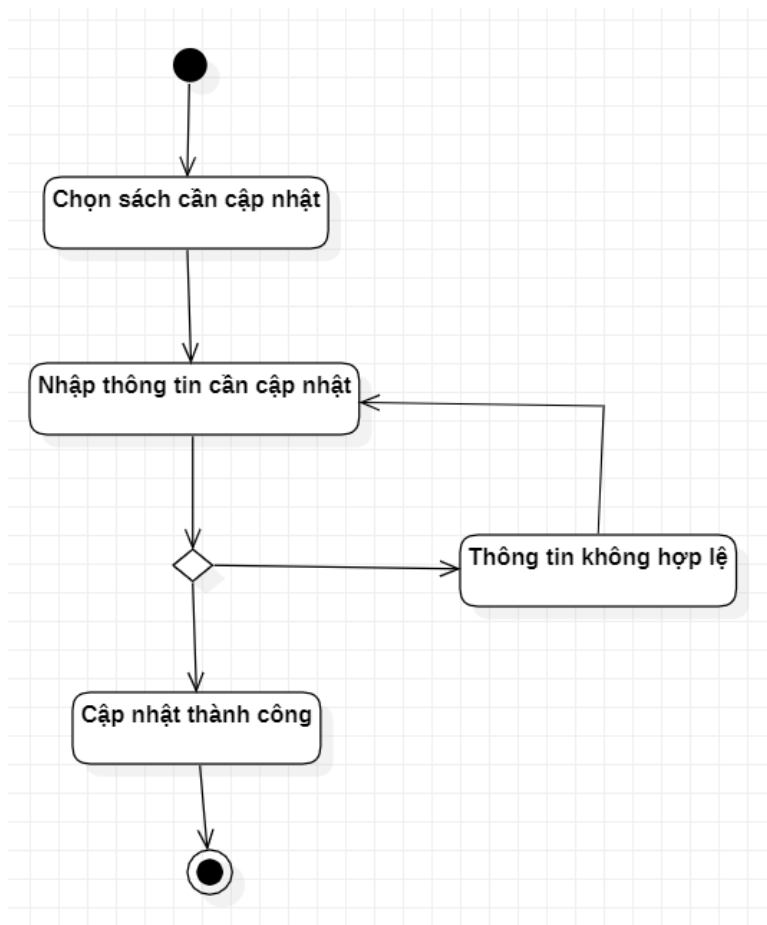 Chọn sách cần cập nhật
Nhập thông tin cần cập nhật
Thông tin không hợp lệ
Cập nhật thành công